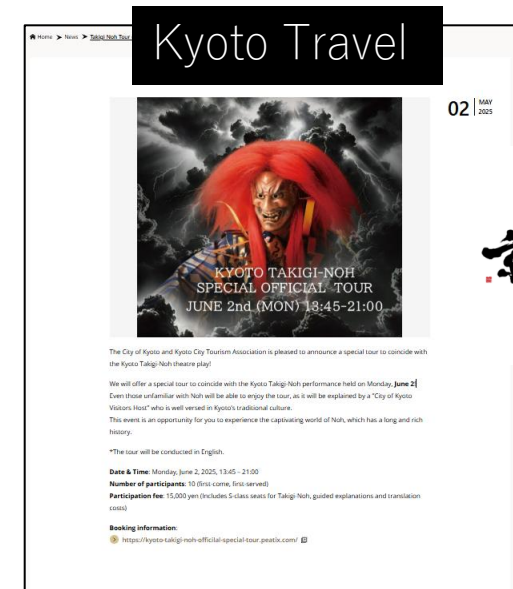 Kyoto Travel
Home > News > Takigi Noh Tour
02 MAY 2025
KYOTO TAKIGI-NOH
SPECIAL OFFICIAL TOUR
JUNE 2nd (MON) 13:45-21:00
The City of Kyoto and Kyoto City Tourism Association is pleased to announce a special tour to coincide with
the Kyoto Takigi-Noh theatre play!
We will offer a special tour to coincide with the Kyoto Takigi-Noh performance held on Monday, June 2!
Even those unfamiliar with Noh will be able to enjoy the tour, as it will be explained by a "City of Kyoto
Visitors Host" who is well versed in Kyoto's traditional culture.
This event is an opportunity for you to experience the captivating world of Noh, which has a long and rich
history.
*The tour will be conducted in English.
Date & Time: Monday, June 2, 2025, 13:45 – 21:00
Number of participants: 10 (first-come, first-served)
Participation fee: 15,000 yen (Includes S-class seats for Takigi-Noh, guided explanations and translation
costs)
Booking information:
https://kyoto-takigi-noh-officilal-special-tour.peatix.com/